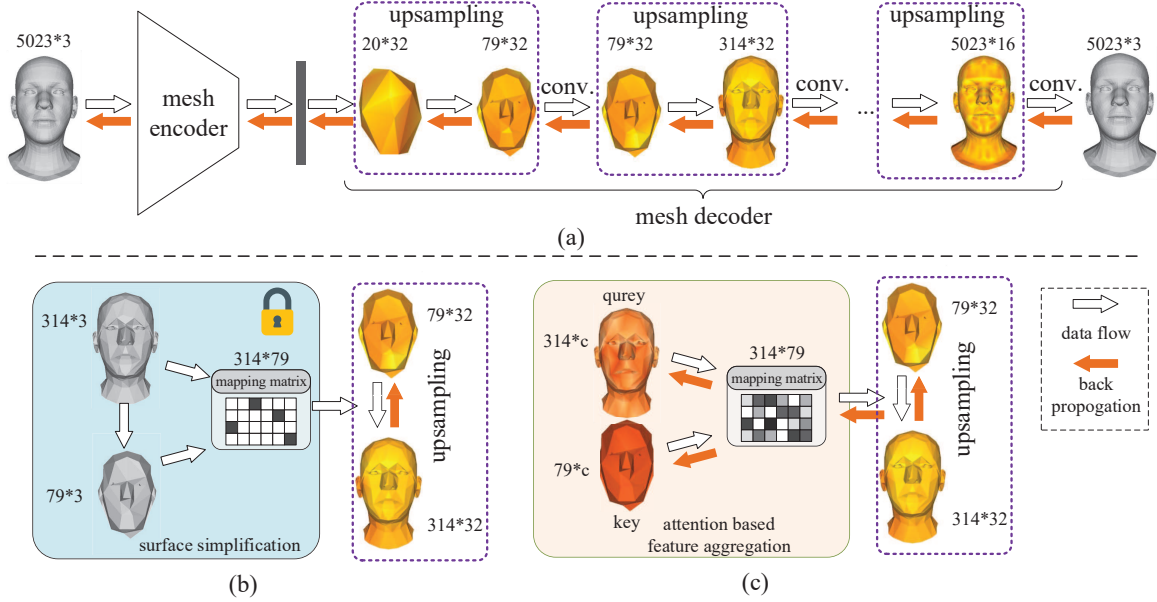 upsampling
upsampling
upsampling
5023*3
20*32
79*32
79*32
314*32
5023*16
5023*3
mesh
encoder
conv.
conv.
...
conv.
mesh decoder
(a)
314*3
314*79
mapping matrix
79*3
surface simplification
79*32
upsampling
314*32
(b)
qurey
314*c
314*79
mapping matrix
79*c
key
attention based
feature aggregation
79*32
upsampling
314*32
(c)
data flow
back
propogation